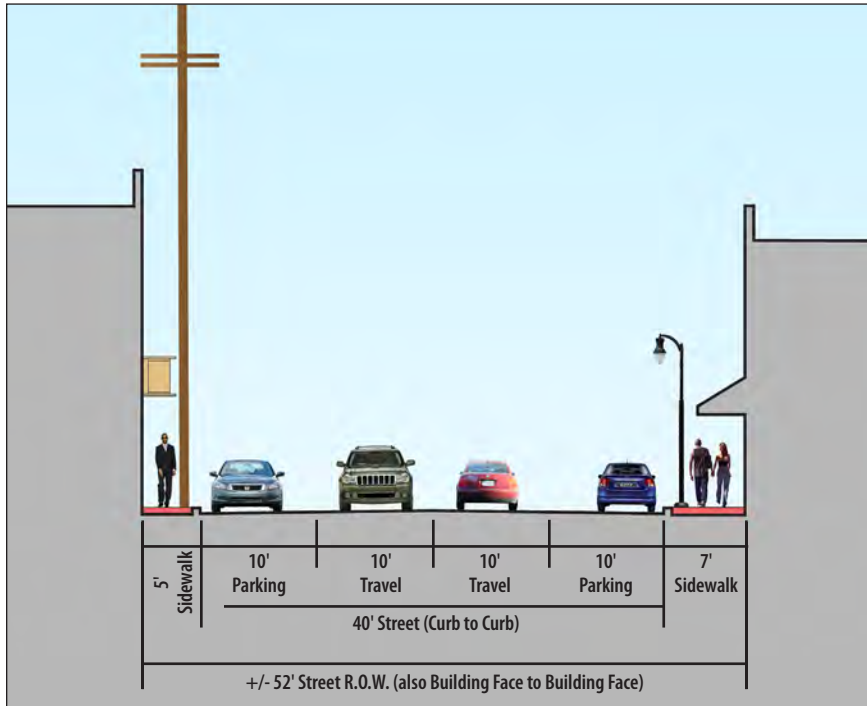 5'
Sidewalk
10'
Parking
10'
Travel
10'
Travel
10'
Parking
7'
Sidewalk
40' Street (Curb to Curb)
+/- 52' Street R.O.W. (also Building Face to Building Face)